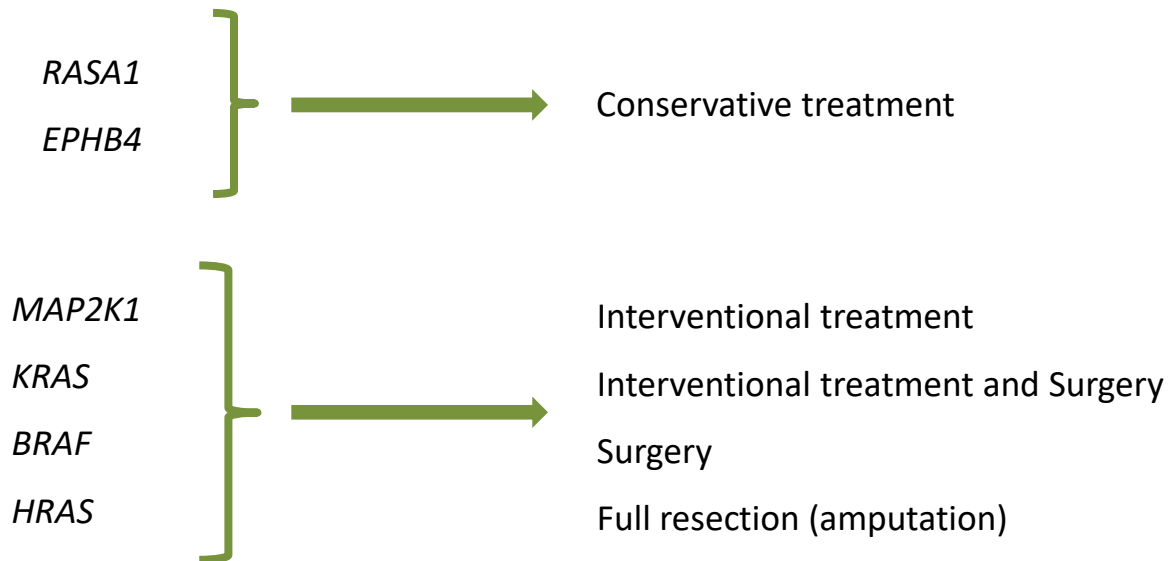 RASA1
EPHB4
Conservative treatment
MAP2K1
KRAS
BRAF
HRAS
Interventional treatment
Interventional treatment and Surgery
Surgery
Full resection (amputation)